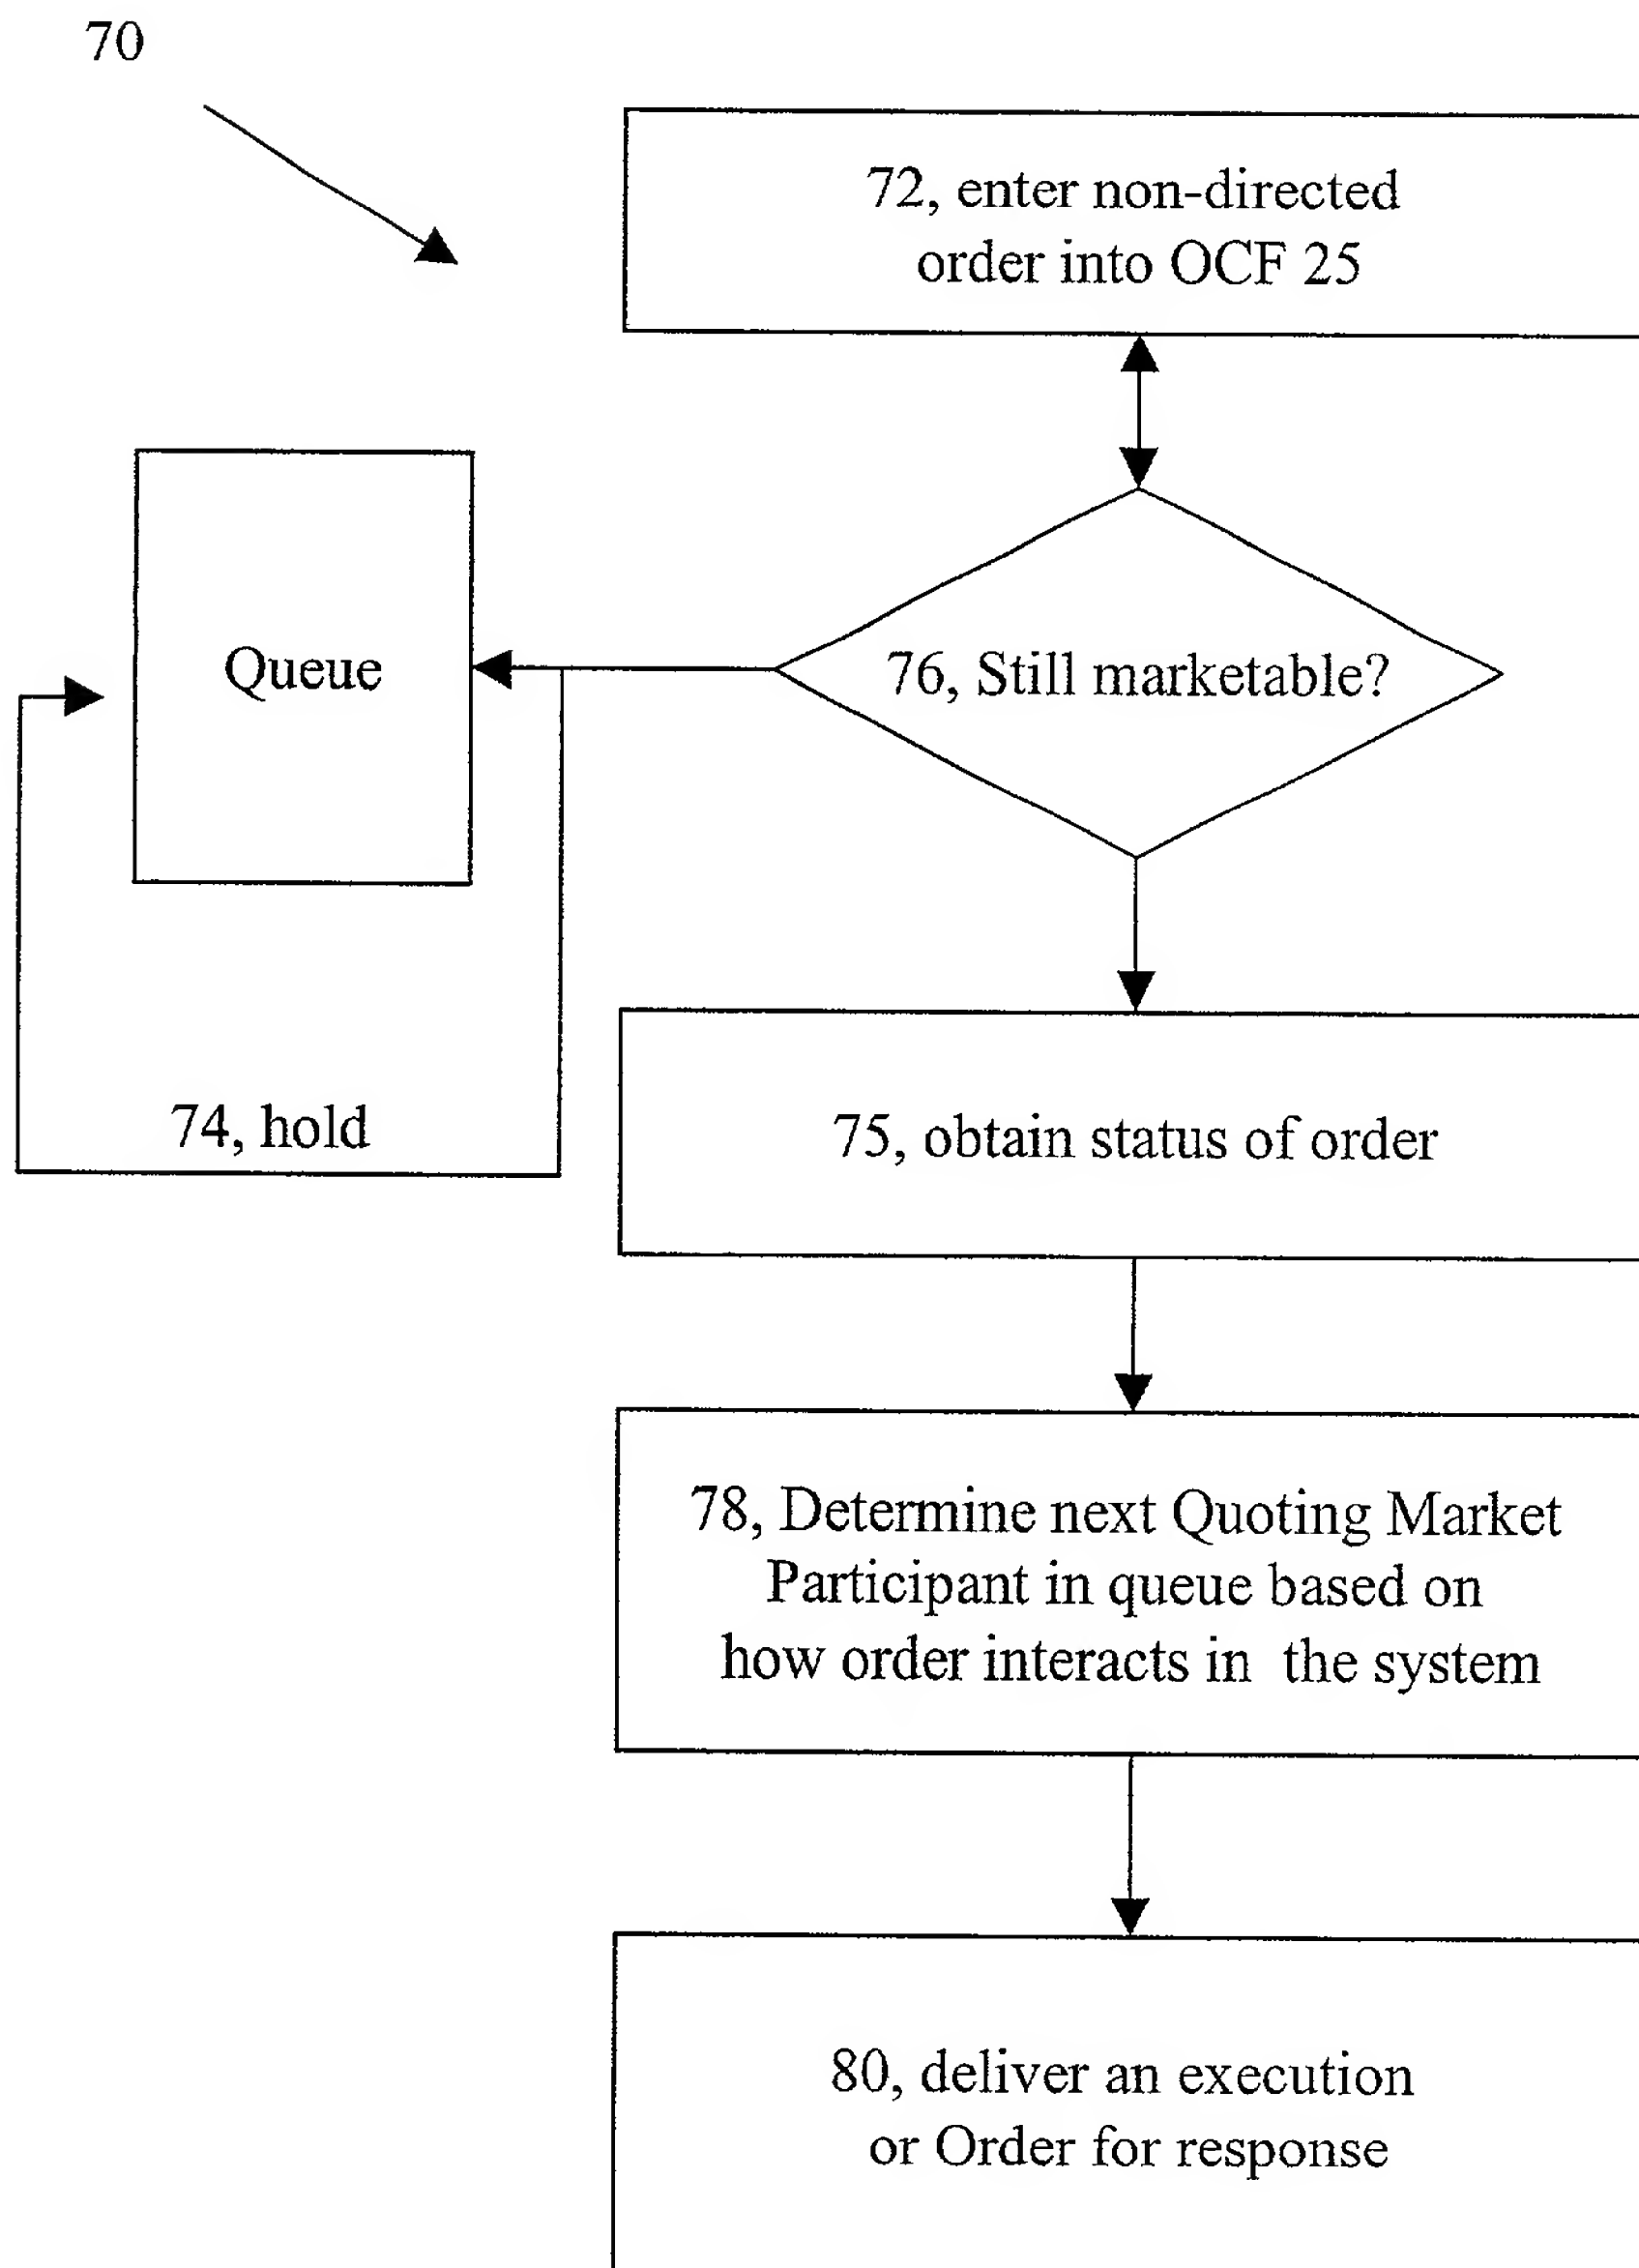 70
72, enter non-directed
order into OCF 25
Queue
76, Still marketable?
74, hold
75, obtain status of order
78, Determine next Quoting Market
Participant in queue based on
how order interacts in the system
80, deliver an execution
or Order for response